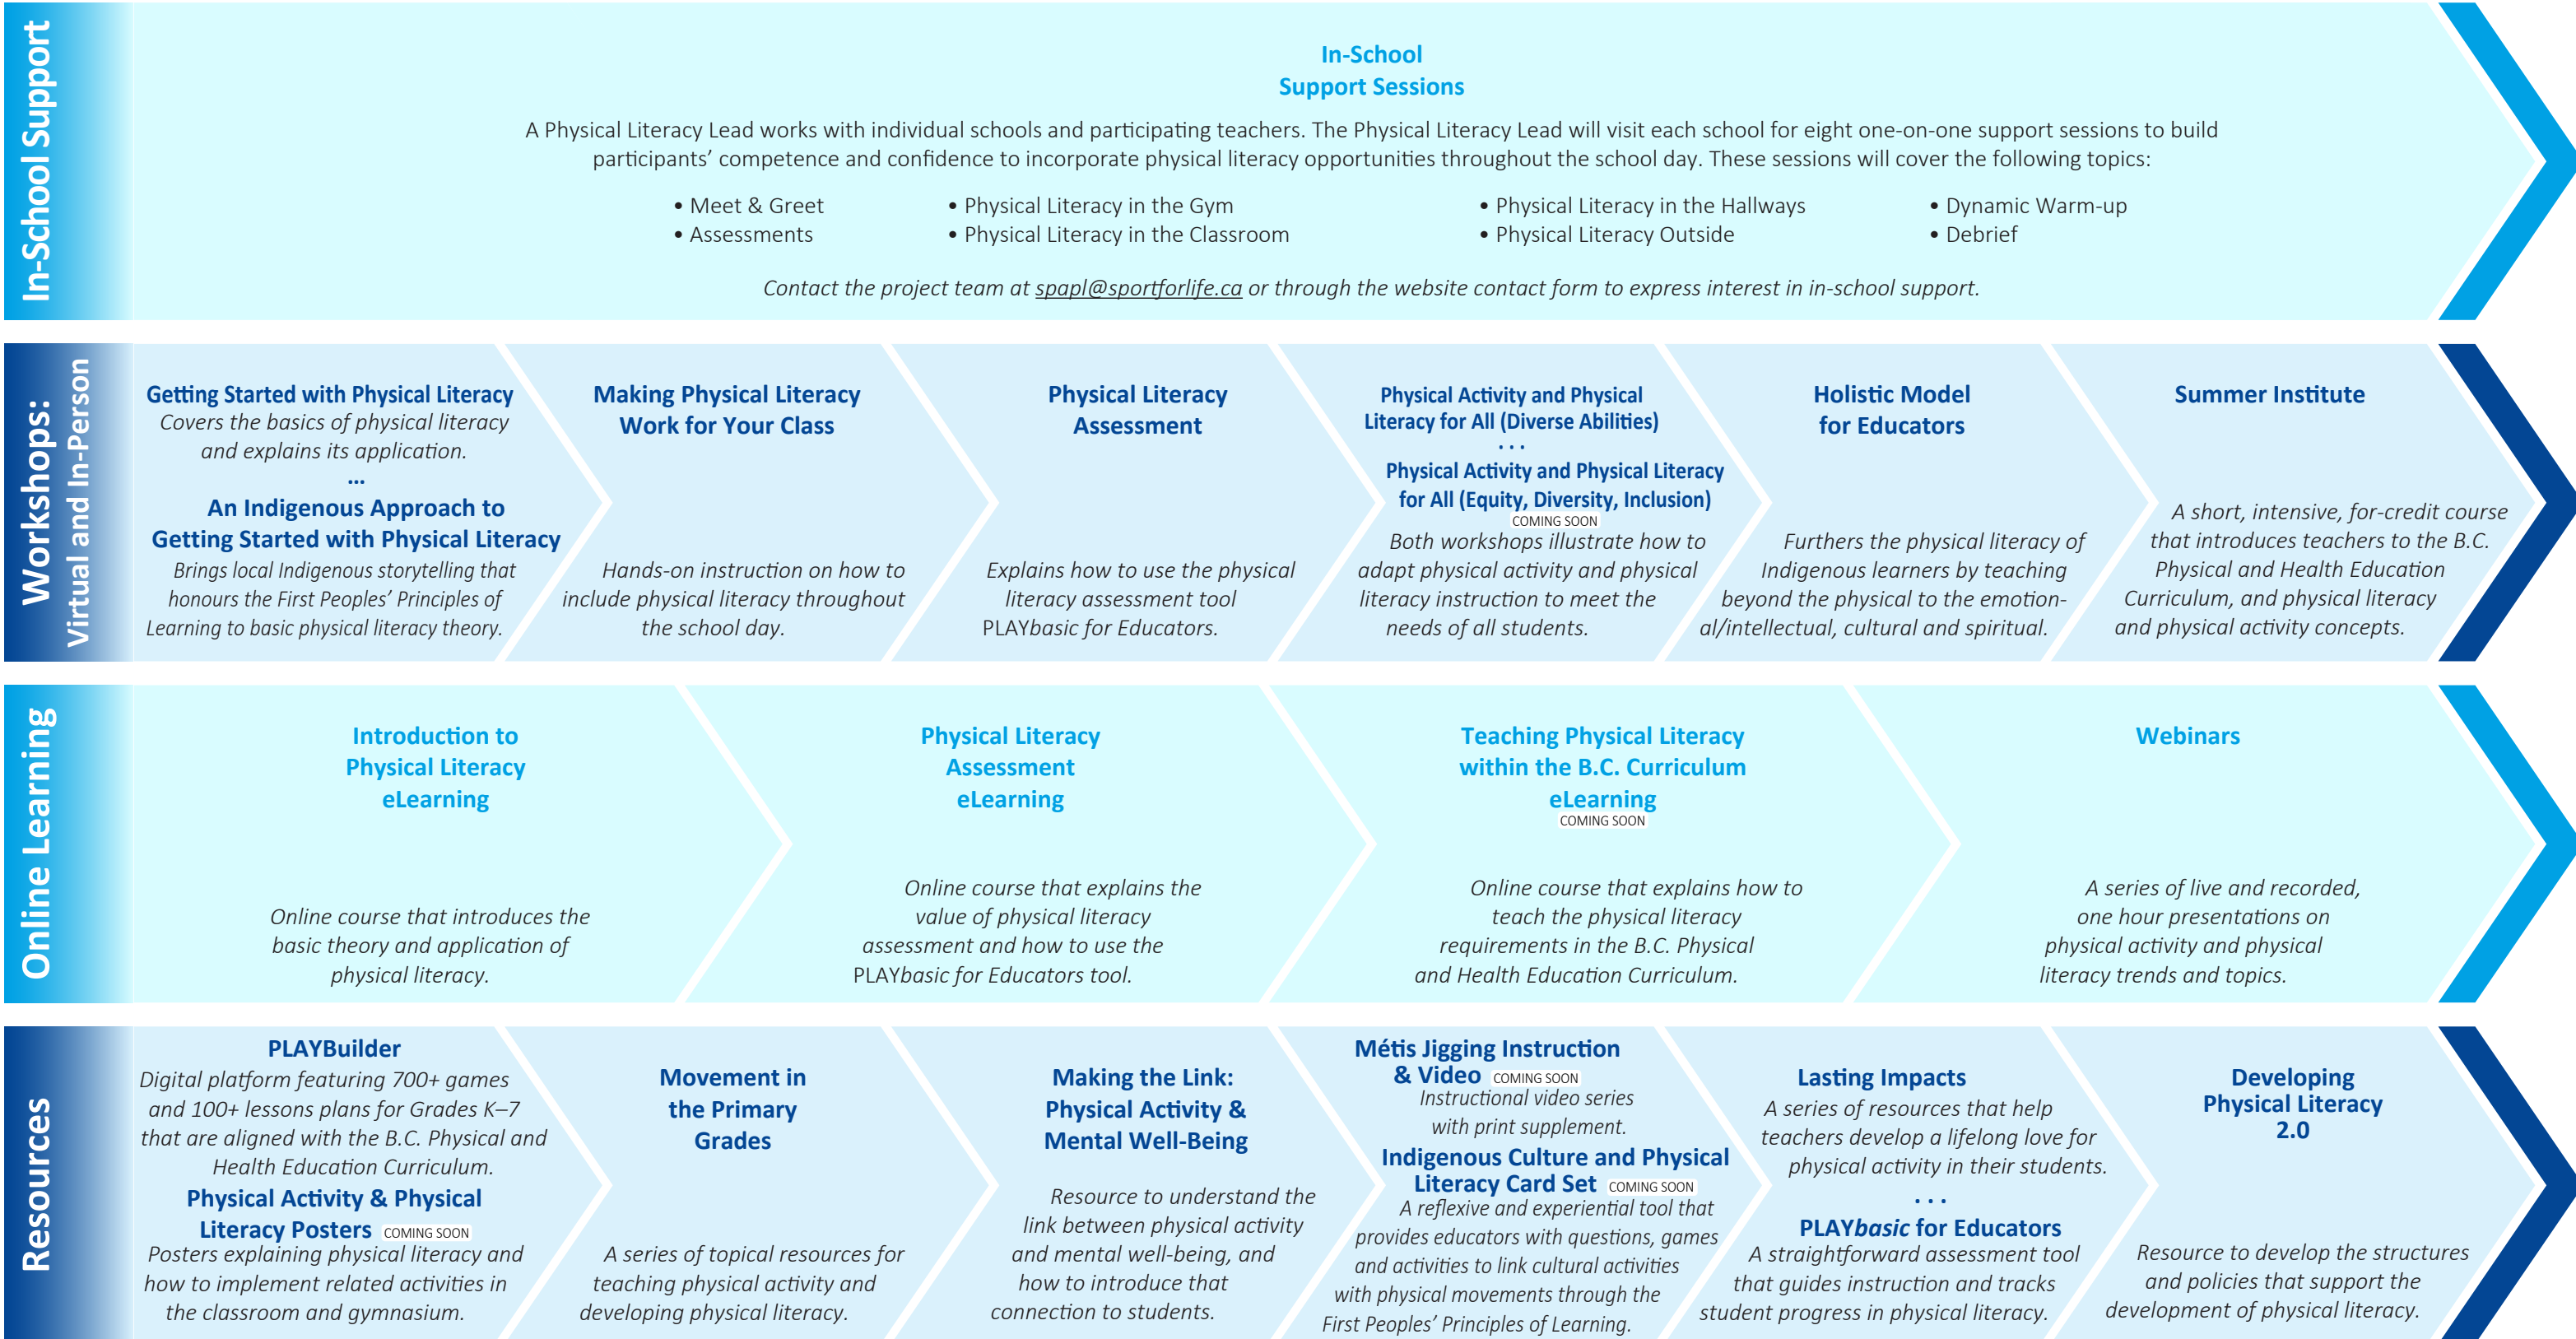 In-School Support
In-School
Support Sessions
A Physical Literacy Lead works with individual schools and participating teachers. The Physical Literacy Lead will visit each school for eight one-on-one support sessions to build
participants’ competence and confidence to incorporate physical literacy opportunities throughout the school day. These sessions will cover the following topics:
• Meet & Greet
• Assessments
• Physical Literacy in the Gym
• Physical Literacy in the Classroom
• Physical Literacy in the Hallways
• Physical Literacy Outside
• Dynamic Warm-up
• Debrief
Contact the project team at spapl@sportforlife.ca or through the website contact form to express interest in in-school support.
Workshops:
Virtual and In-Person
Getting Started with Physical Literacy
Covers the basics of physical literacy
and explains its application.
...
An Indigenous Approach to
Getting Started with Physical Literacy
Brings local Indigenous storytelling that
honours the First Peoples’ Principles of
Learning to basic physical literacy theory.
Making Physical Literacy
Work for Your Class
Hands-on instruction on how to
include physical literacy throughout
the school day.
Physical Literacy
Assessment
Explains how to use the physical
literacy assessment tool
PLAYbasic for Educators.
Physical Activity and Physical
Literacy for All (Diverse Abilities)
. . .
Physical Activity and Physical Literacy
for All (Equity, Diversity, Inclusion)
COMING SOON
Both workshops illustrate how to
adapt physical activity and physical
literacy instruction to meet the
needs of all students.
Holistic Model
for Educators
Furthers the physical literacy of
Indigenous learners by teaching
beyond the physical to the emotion-
al/intellectual, cultural and spiritual.
Summer Institute
A short, intensive, for-credit course
that introduces teachers to the B.C.
Physical and Health Education
Curriculum, and physical literacy
and physical activity concepts.
Online Learning
Introduction to
Physical Literacy
eLearning
Online course that introduces the
basic theory and application of
physical literacy.
Physical Literacy
Assessment
eLearning
Online course that explains the
value of physical literacy
assessment and how to use the
PLAYbasic for Educators tool.
Teaching Physical Literacy
within the B.C. Curriculum
eLearning
COMING SOON
Online course that explains how to
teach the physical literacy
requirements in the B.C. Physical
and Health Education Curriculum.
Webinars
A series of live and recorded,
one hour presentations on
physical activity and physical
literacy trends and topics.
Resources
PLAYBuilder
Digital platform featuring 700+ games
and 100+ lessons plans for Grades K–7
that are aligned with the B.C. Physical and
Health Education Curriculum.
Physical Activity & Physical
Literacy Posters COMING SOON
Posters explaining physical literacy and
how to implement related activities in
the classroom and gymnasium.
Movement in
the Primary
Grades
A series of topical resources for
teaching physical activity and
developing physical literacy.
Making the Link:
Physical Activity &
Mental Well-Being
Resource to understand the
link between physical activity
and mental well-being, and
how to introduce that
connection to students.
Métis Jigging Instruction
& Video COMING SOON
Instructional video series
with print supplement.
Indigenous Culture and Physical
Literacy Card Set COMING SOON
A reflexive and experiential tool that
provides educators with questions, games
and activities to link cultural activities
with physical movements through the
First Peoples’ Principles of Learning.
Lasting Impacts
A series of resources that help
teachers develop a lifelong love for
physical activity in their students.
. . .
PLAYbasic for Educators
A straightforward assessment tool
that guides instruction and tracks
student progress in physical literacy.
Developing
Physical Literacy
2.0
Resource to develop the structures
and policies that support the
development of physical literacy.